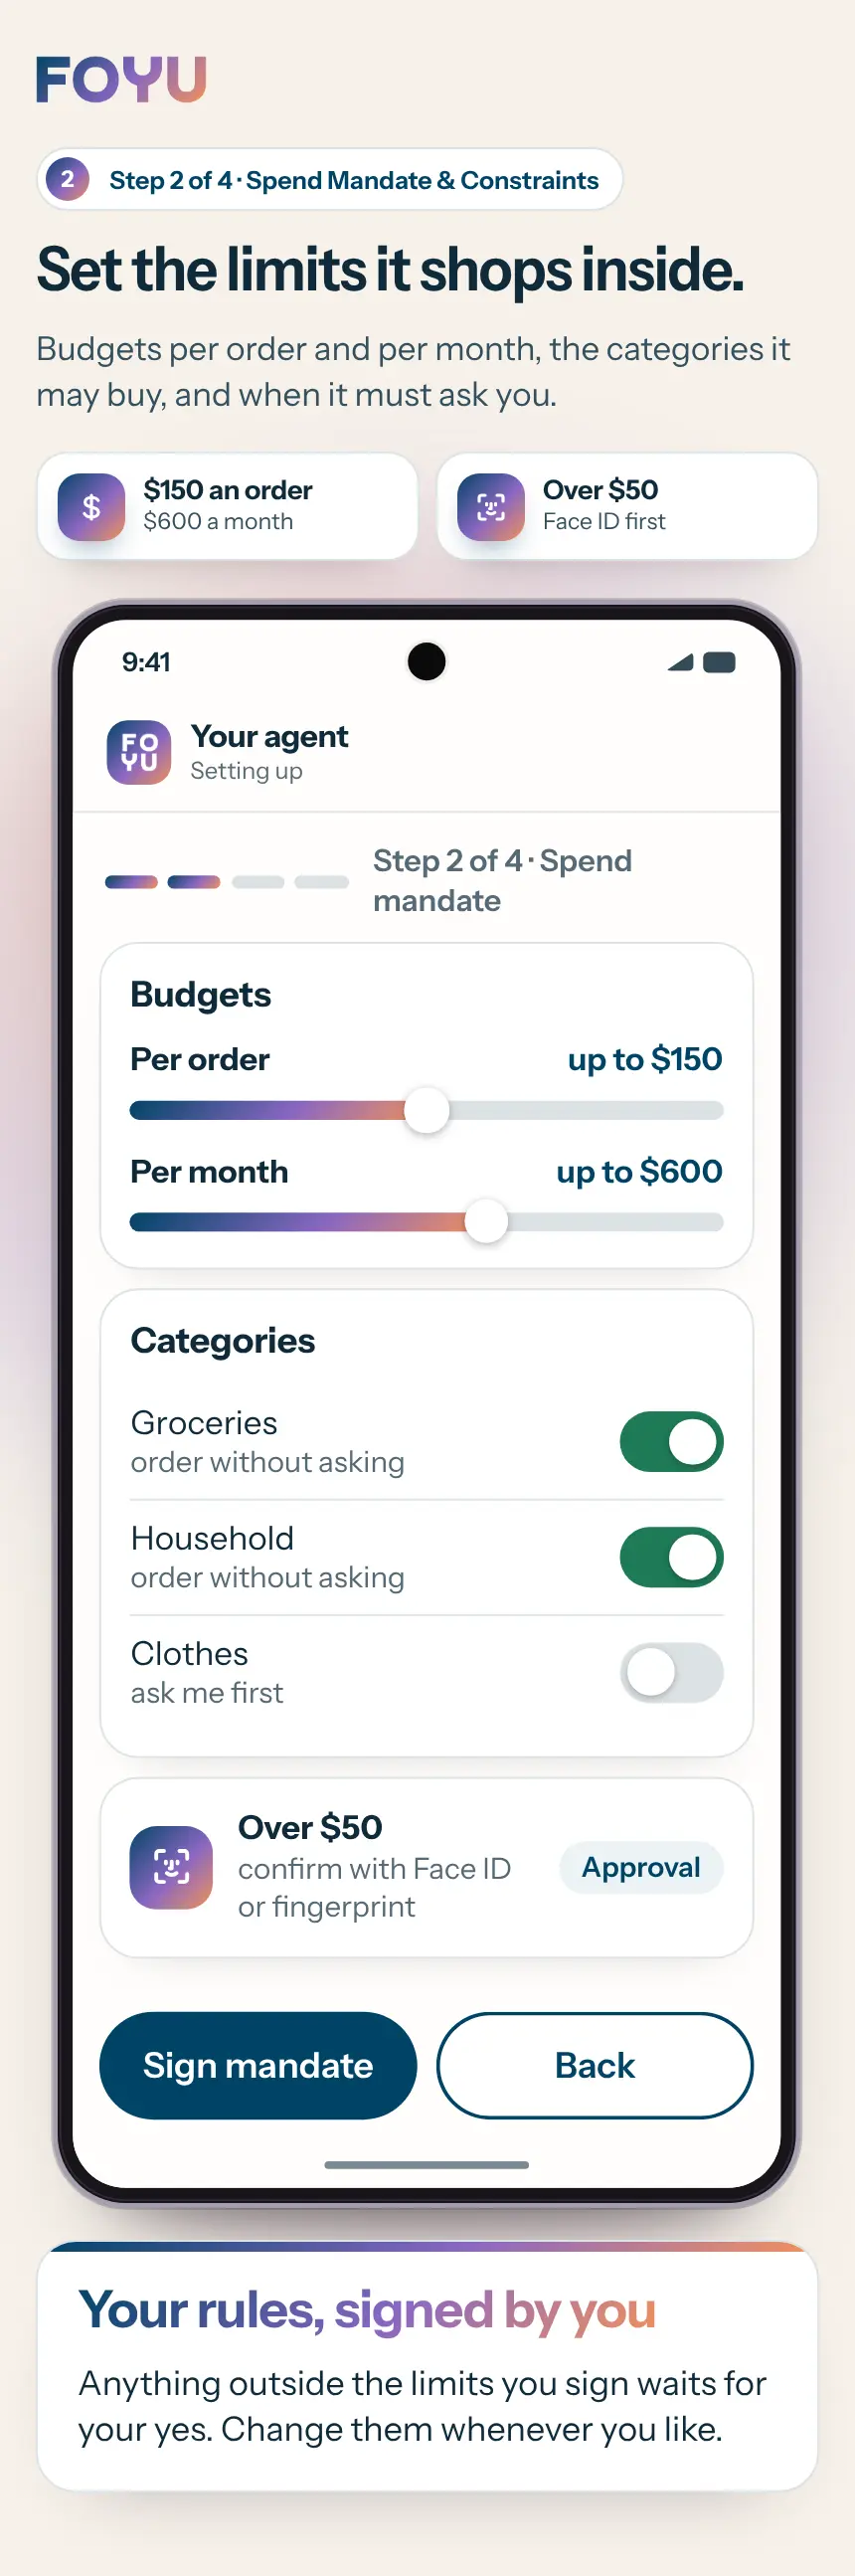 FOYU
2 Step 2 of 4 · Spend Mandate & Constraints
Set the limits it shops inside.
Budgets per order and per month, the categories it
may buy, and when it must ask you.
$ $150 an order
$600 a month
Over $50
Face ID first
9:41
FO
YU
Your agent
Setting up
Step 2 of 4 · Spend
mandate
Budgets
Per order up to $150
Per month up to $600
Categories
Groceries
order without asking
Household
order without asking
Clothes
ask me first
Over $50
confirm with Face ID
or fingerprint
Approval
Sign mandate Back
Your rules, signed by you
Anything outside the limits you sign waits for
your yes. Change them whenever you like.